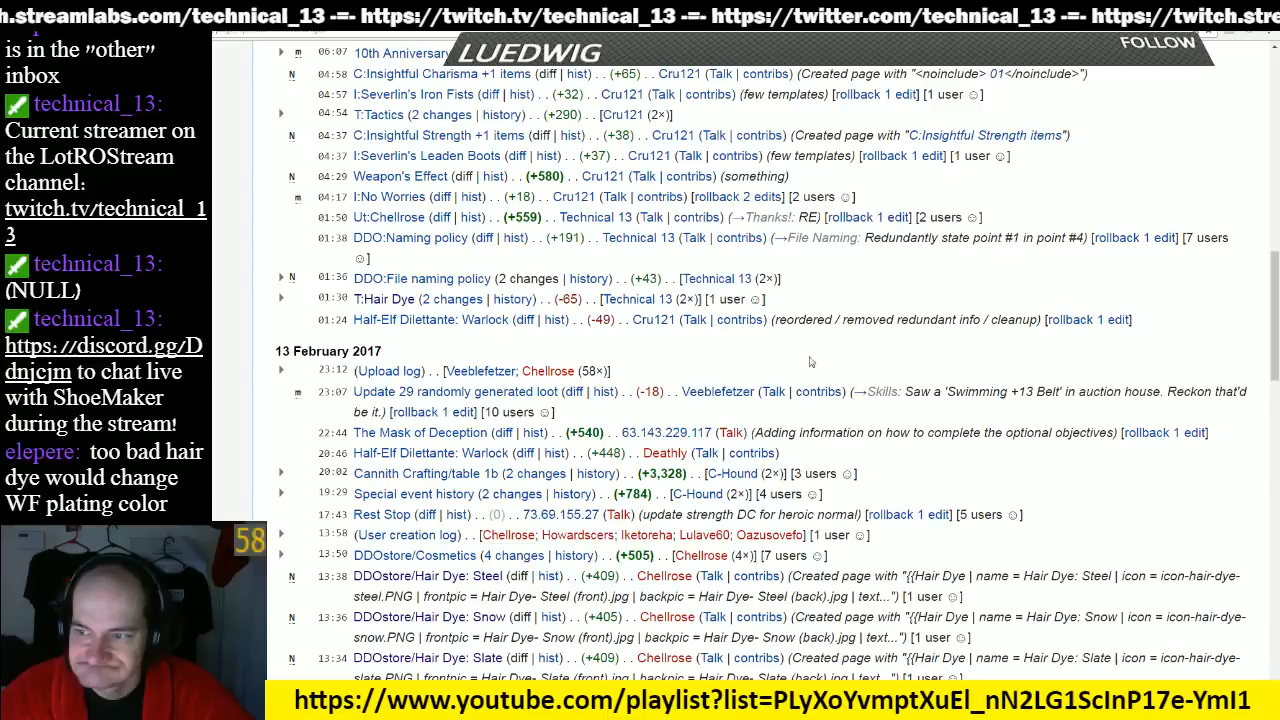 h.streamlabs.com/technical_13 -=- https://twitch.tv/technical_13 -=- https://twitter.com/technical_13 -=- https://twitch.stre
is in the "other"
inbox
technical_13:
Current streamer on
the LotROStream
channel:
twitch.tv/technical_1
3
technical_13:
(NULL)
technical_13:
https://discord.gg/D
dnjcjm to chat live
with ShoeMaker
during the stream!
elepere: too bad hair
dye would change
WF plating color
58
LUEDWIG
FOLLOW
m 06:07 10th Anniversary
N 04:58 C:Insightful Charisma +1 items (diff | hist) . . (+65) . . Cru121 (Talk | contribs) (Created page with "<noinclude> 01</noinclude>")
04:57 I:Severlin's Iron Fists (diff | hist) . . (+32) . . Cru121 (Talk | contribs) (few templates) [rollback 1 edit] [1 user ☺]
04:54 T:Tactics (2 changes | history) . . (+290) . . [Cru121 (2×)]
N 04:37 C:Insightful Strength +1 items (diff | hist) . . (+38) . . Cru121 (Talk | contribs) (Created page with "C:Insightful Strength items")
04:37 I:Severlin's Leaden Boots (diff | hist) . . (+37) . . Cru121 (Talk | contribs) (few templates) [rollback 1 edit] [1 user ☺]
N 04:29 Weapon's Effect (diff | hist) . . (+580) . . Cru121 (Talk | contribs) (something)
m 04:17 I:No Worries (diff | hist) . . (+18) . . Cru121 (Talk | contribs) [rollback 2 edits] [2 users ☺]
01:50 Ut:Chellrose (diff | hist) . . (+559) . . Technical 13 (Talk | contribs) (→Thanks!: RE) [rollback 1 edit] [2 users ☺]
01:38 DDO:Naming policy (diff | hist) . . (+191) . . Technical 13 (Talk | contribs) (→File Naming: Redundantly state point #1 in point #4) [rollback 1 edit] [7 users
☺]
N 01:36 DDO:File naming policy (2 changes | history) . . (+43) . . [Technical 13 (2×)]
01:30 T:Hair Dye (2 changes | history) . . (-65) . . [Technical 13 (2×)] [1 user ☺]
01:24 Half-Elf Dilettante: Warlock (diff | hist) . . (-49) . . Cru121 (Talk | contribs) (reordered / removed redundant info / cleanup) [rollback 1 edit]
13 February 2017
23:12 (Upload log) . . [Veeblefetzer; Chellrose (58×)]
m 23:07 Update 29 randomly generated loot (diff | hist) . . (-18) . . Veeblefetzer (Talk | contribs) (→Skills: Saw a 'Swimming +13 Belt' in auction house. Reckon that'd
be it.) [rollback 1 edit] [10 users ☺]
22:44 The Mask of Deception (diff | hist) . . (+540) . . 63.143.229.117 (Talk) (Adding information on how to complete the optional objectives) [rollback 1 edit]
20:46 Half-Elf Dilettante: Warlock (diff | hist) . . (+448) . . Deathly (Talk | contribs)
20:02 Cannith Crafting/table 1b (2 changes | history) . . (+3,328) . . [C-Hound (2×)] [3 users ☺]
19:29 Special event history (2 changes | history) . . (+784) . . [C-Hound (2×)] [4 users ☺]
17:43 Rest Stop (diff | hist) . . (0) . . 73.69.155.27 (Talk) (update strength DC for heroic normal) [rollback 1 edit] [5 users ☺]
13:58 (User creation log) . . [Chellrose; Howardscers; Iketoreha; Lulave60; Oazusovefo] [1 user ☺]
13:50 DDOstore/Cosmetics (4 changes | history) . . (+505) . . [Chellrose (4×)] [7 users ☺]
N 13:38 DDOstore/Hair Dye: Steel (diff | hist) . . (+409) . . Chellrose (Talk | contribs) (Created page with "{{Hair Dye | name = Hair Dye: Steel | icon = icon-hair-dye-
steel.PNG | frontpic = Hair Dye- Steel (front).jpg | backpic = Hair Dye- Steel (back).jpg | text...") [1 user ☺]
N 13:36 DDOstore/Hair Dye: Snow (diff | hist) . . (+405) . . Chellrose (Talk | contribs) (Created page with "{{Hair Dye | name = Hair Dye: Snow | icon = icon-hair-dye-
snow.PNG | frontpic = Hair Dye- Snow (front).jpg | backpic = Hair Dye- Snow (back).jpg | text...") [1 user ☺]
N 13:34 DDOstore/Hair Dye: Slate (diff | hist) . . (+409) . . Chellrose (Talk | contribs) (Created page with "{{Hair Dye | name = Hair Dye: Slate | icon = icon-hair-dye-
slate.PNG | frontpic = Hair Dye- Slate (front).jpg | backpic = Hair Dye- Slate (back).jpg | text...") [1 user ☺]
https://www.youtube.com/playlist?list=PLyXoYvmptXuEl_nN2LG1ScInP17e-YmI1